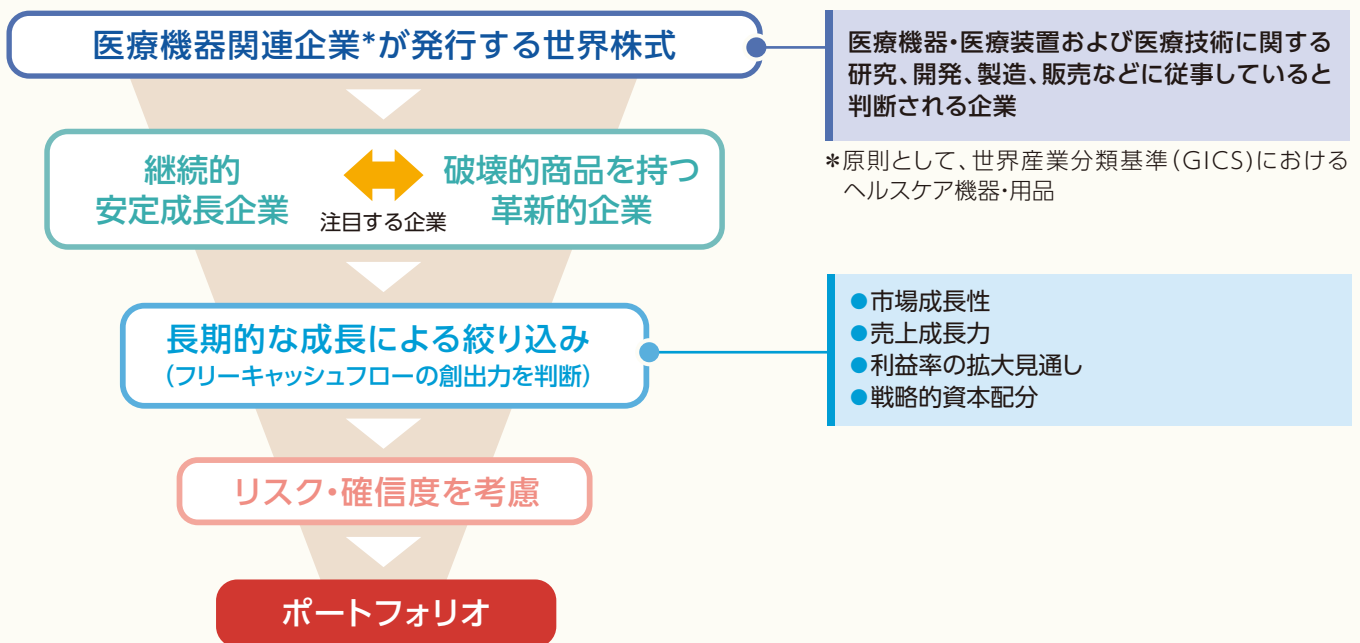 医療機器関連企業*が発行する世界株式
医療機器・医療装置および医療技術に関する
研究、開発、製造、販売などに従事していると
判断される企業
*原則として、世界産業分類基準(GICS)における
ヘルスケア機器・用品
継続的
安定成長企業
注目する企業
破壊的商品を持つ
革新的企業
長期的な成長による絞り込み
(フリーキャッシュフローの創出力を判断)
●市場成長性
●売上成長力
●利益率の拡大見通し
●戦略的資本配分
リスク・確信度を考慮
ポートフォリオ